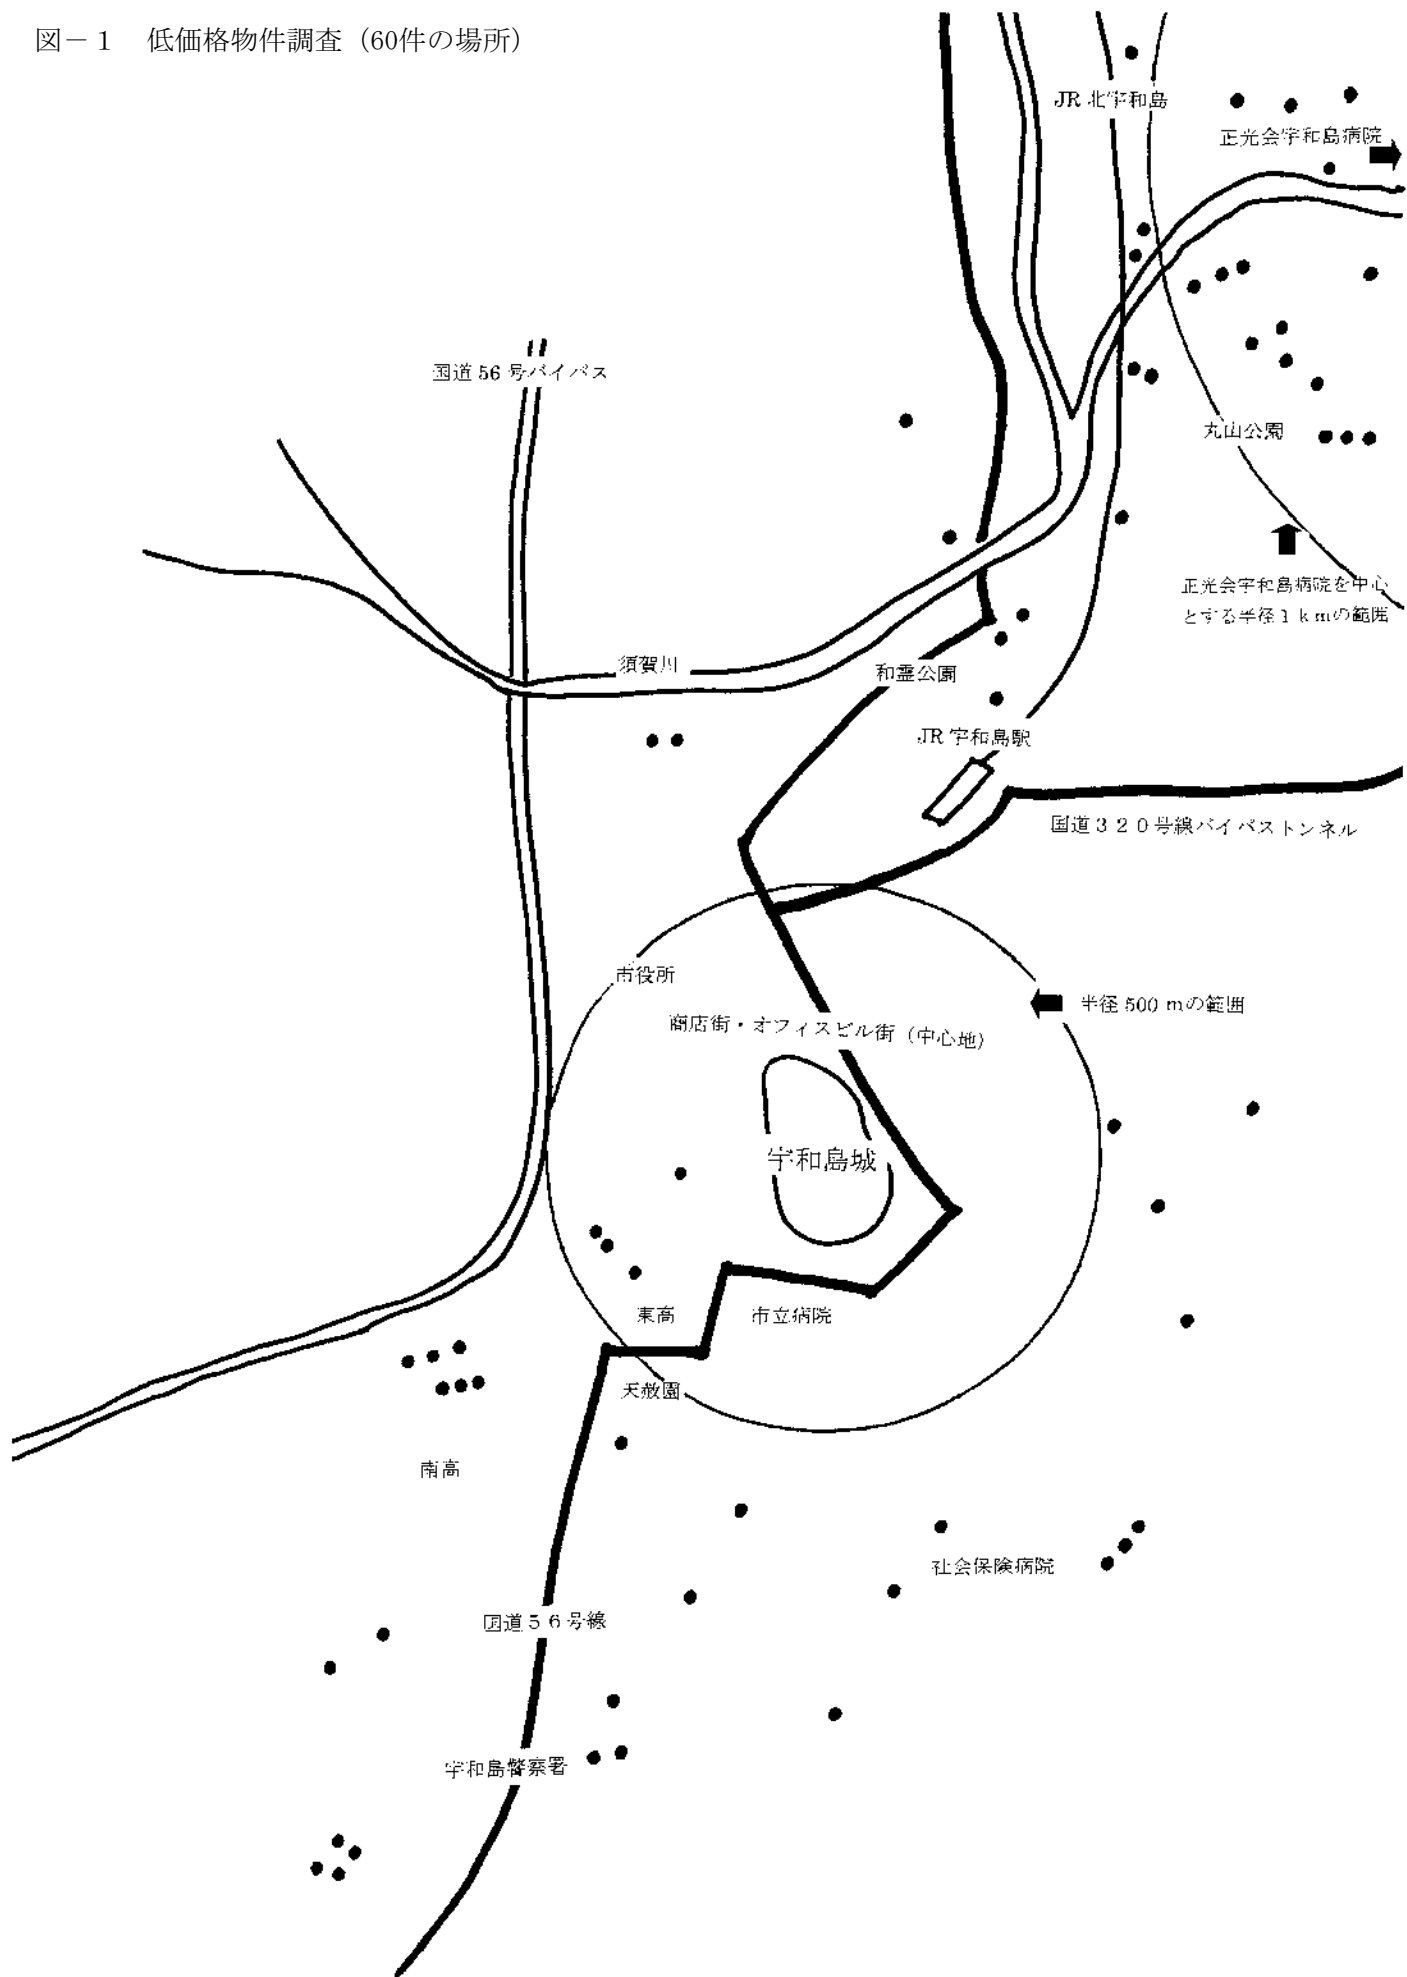 図－１ 低価格物件調査（60件の場所）
JR 北宇和島
正光会宇和島病院
国道 56 号バイパス
丸山公園
正光会宇和島病院を中心
とする半径１ｋｍの範囲
須賀川
和霊公園
JR 宇和島駅
国道３２０号線バイパストンネル
市役所
半径 500 ｍの範囲
商店街・オフィスビル街（中心地）
宇和島城
東高
市立病院
天赦園
南高
社会保険病院
国道５６号線
宇和島警察署